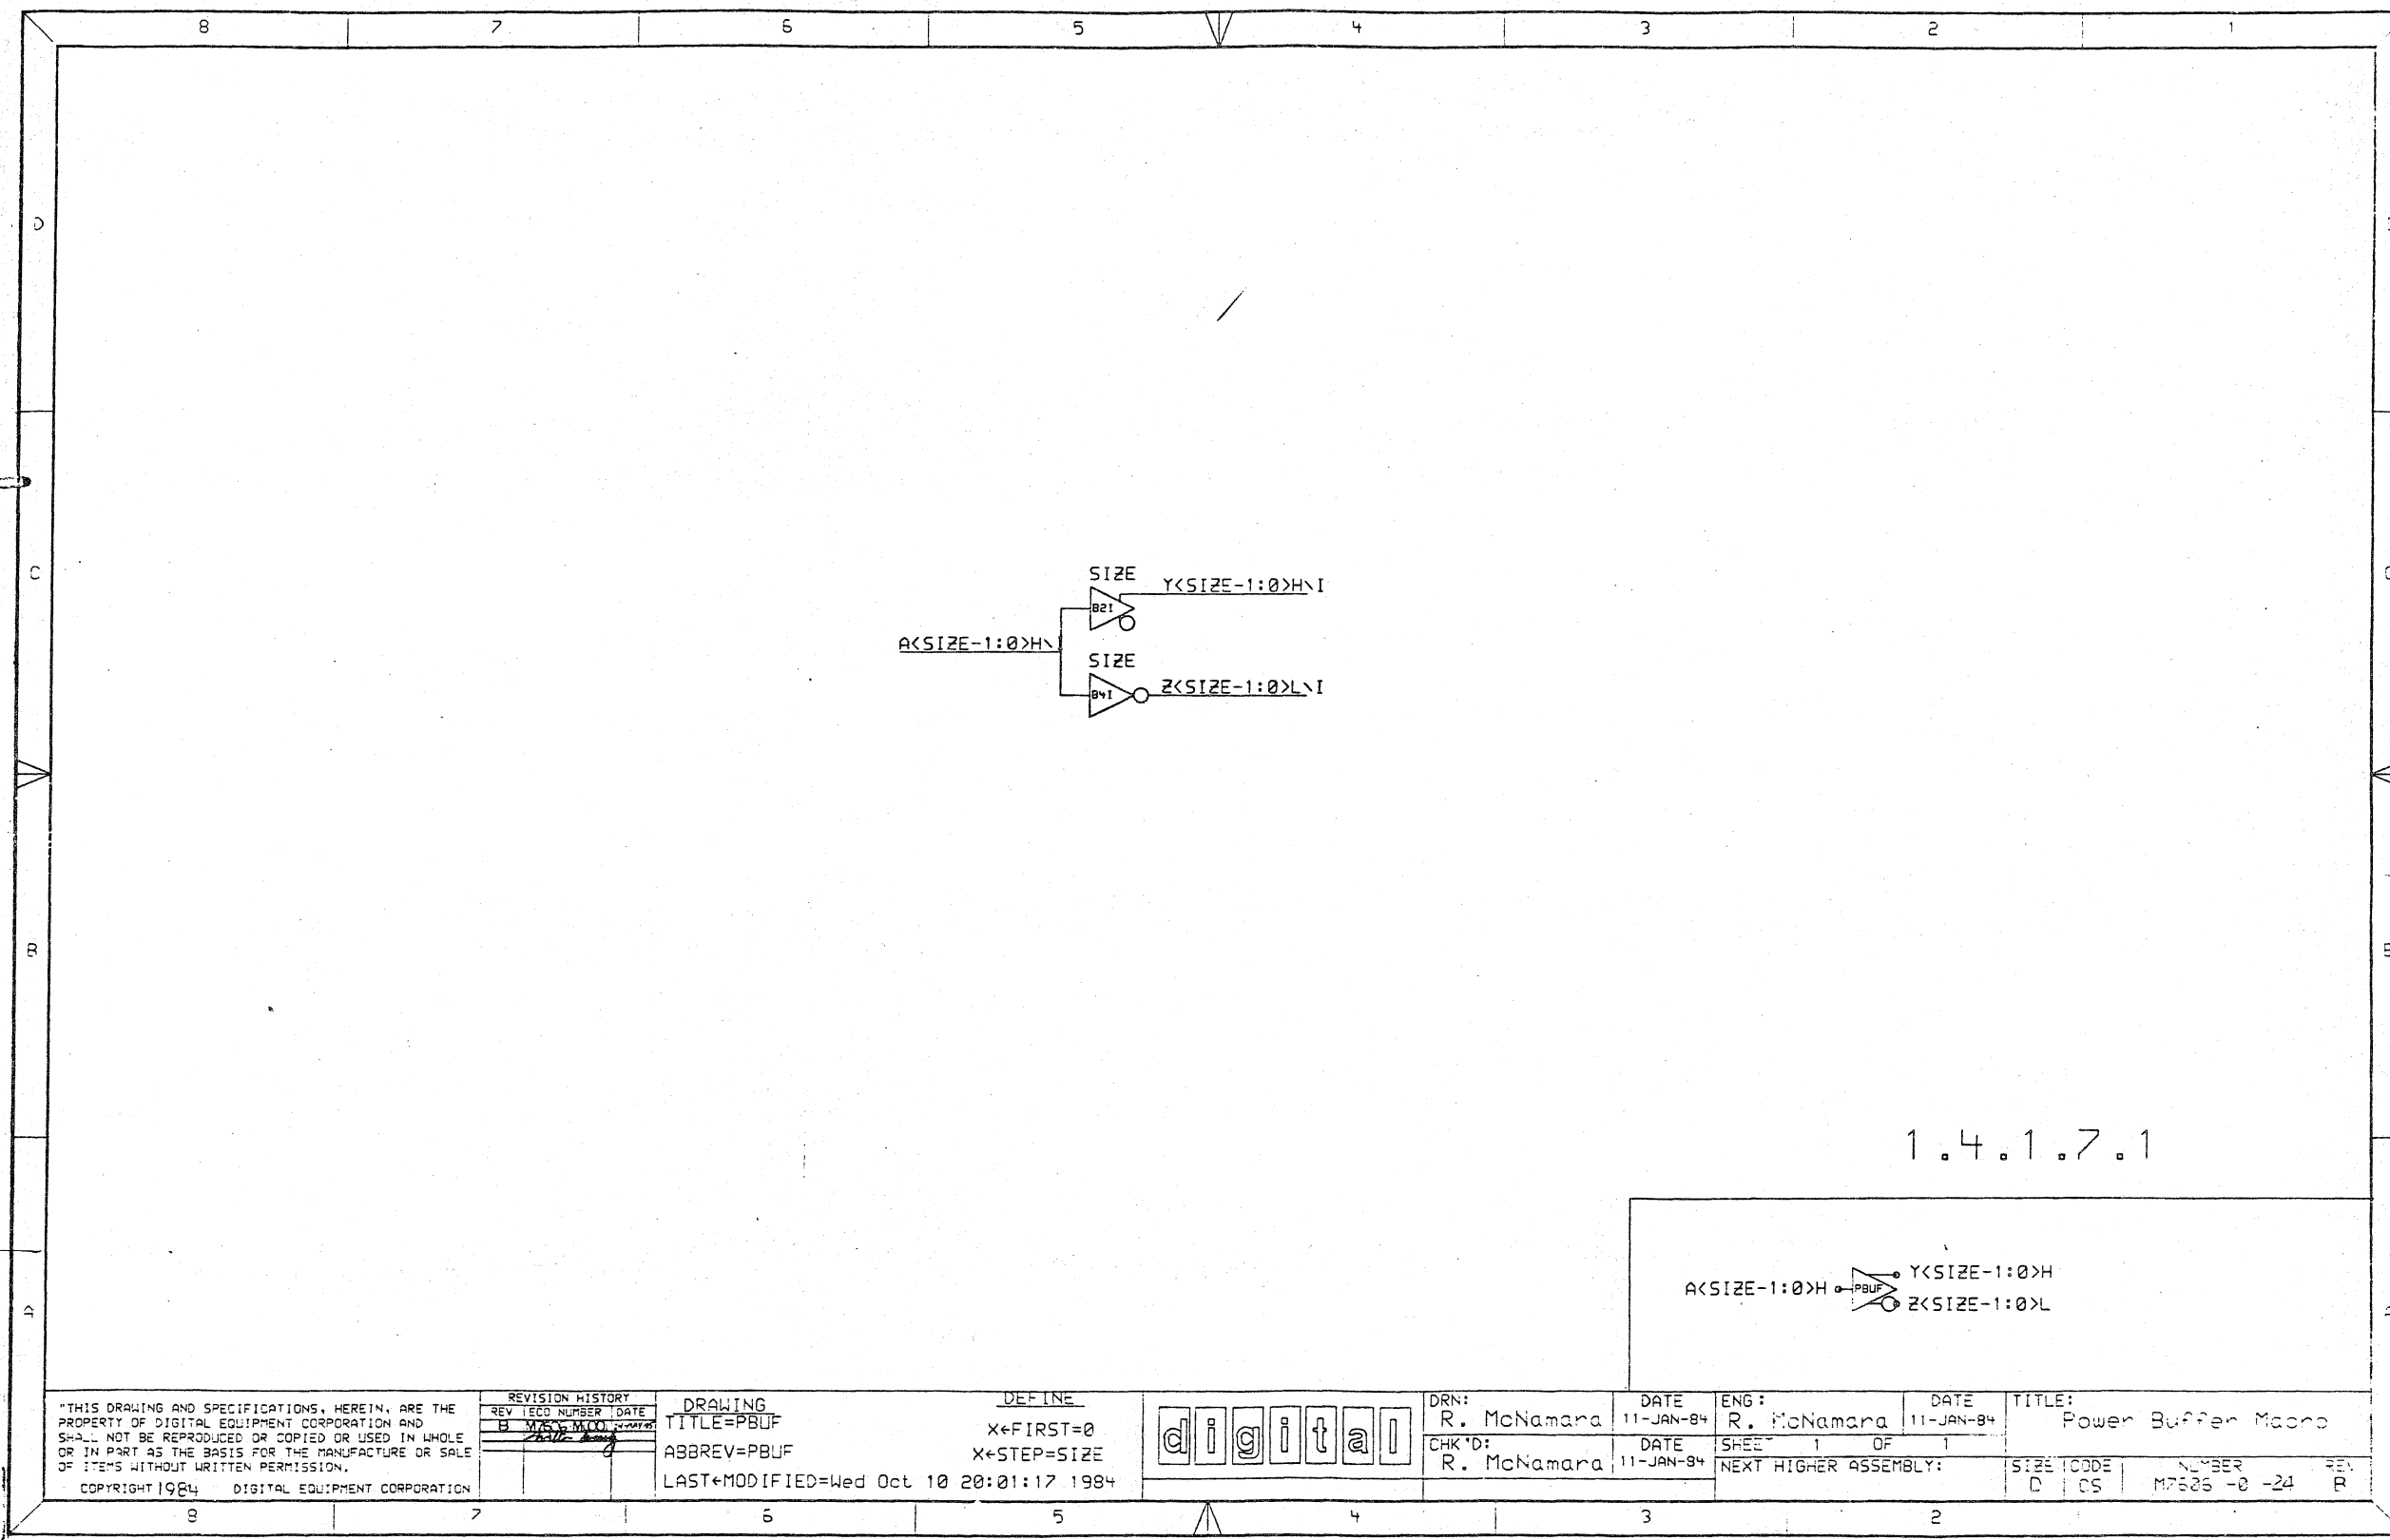 8 7 6 5 4 3 2 1
D
C
SIZE
B2I
Y<SIZE-1:0>H\I
A<SIZE-1:0>H\
SIZE
B4I
Z<SIZE-1:0>L\I
B
A
1.4.1.7.1
A<SIZE-1:0>H
PBUF
Y<SIZE-1:0>H
Z<SIZE-1:0>L
"THIS DRAWING AND SPECIFICATIONS, HEREIN, ARE THE
PROPERTY OF DIGITAL EQUIPMENT CORPORATION AND
SHALL NOT BE REPRODUCED OR COPIED OR USED IN WHOLE
OR IN PART AS THE BASIS FOR THE MANUFACTURE OR SALE
OF ITEMS WITHOUT WRITTEN PERMISSION.
COPYRIGHT 1984 DIGITAL EQUIPMENT CORPORATION
REVISION HISTORY
REV ECO NUMBER DATE
B
DRAWING
TITLE=PBUF
ABBREV=PBUF
LAST←MODIFIED=Wed Oct 10 20:01:17 1984
DEFINE
X←FIRST=0
X←STEP=SIZE
digital
DRN:
R. McNamara
DATE
11-JAN-84
CHK'D:
R. McNamara
DATE
11-JAN-84
ENG:
R. McNamara
DATE
11-JAN-84
SHEET 1 OF 1
NEXT HIGHER ASSEMBLY:
TITLE:
Power Buffer Macro
SIZE CODE NUMBER REV
D CS -0 -24 B
8 7 6 5 4 3 2